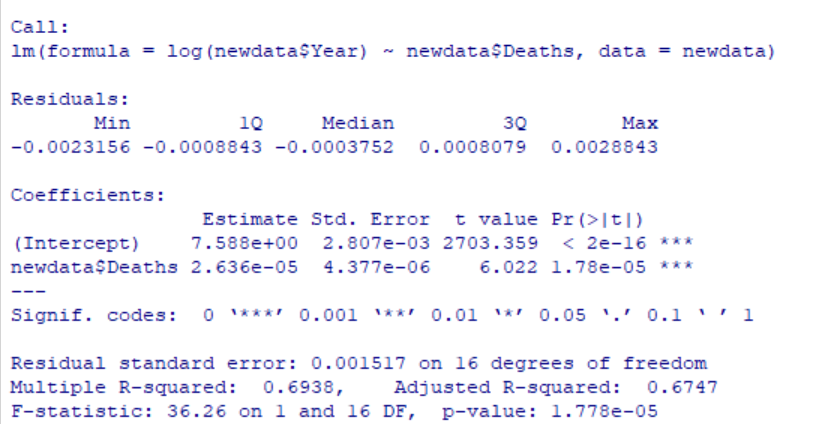 Call:
lm(formula = log(newdata$Year) ~ newdata$Deaths, data = newdata)
Residuals:
Min 1Q Median 3Q Max
-0.0023156 -0.0008843 -0.0003752 0.0008079 0.0028843
Coefficients:
Estimate Std. Error t value Pr(>|t|)
(Intercept) 7.588e+00 2.807e-03 2703.359 < 2e-16 ***
newdata$Deaths 2.636e-05 4.377e-06 6.022 1.78e-05 ***
---
Signif. codes: 0 ‘***’ 0.001 ‘**’ 0.01 ‘*’ 0.05 ‘.’ 0.1 ‘ ’ 1
Residual standard error: 0.001517 on 16 degrees of freedom
Multiple R-squared: 0.6938, Adjusted R-squared: 0.6747
F-statistic: 36.26 on 1 and 16 DF, p-value: 1.778e-05